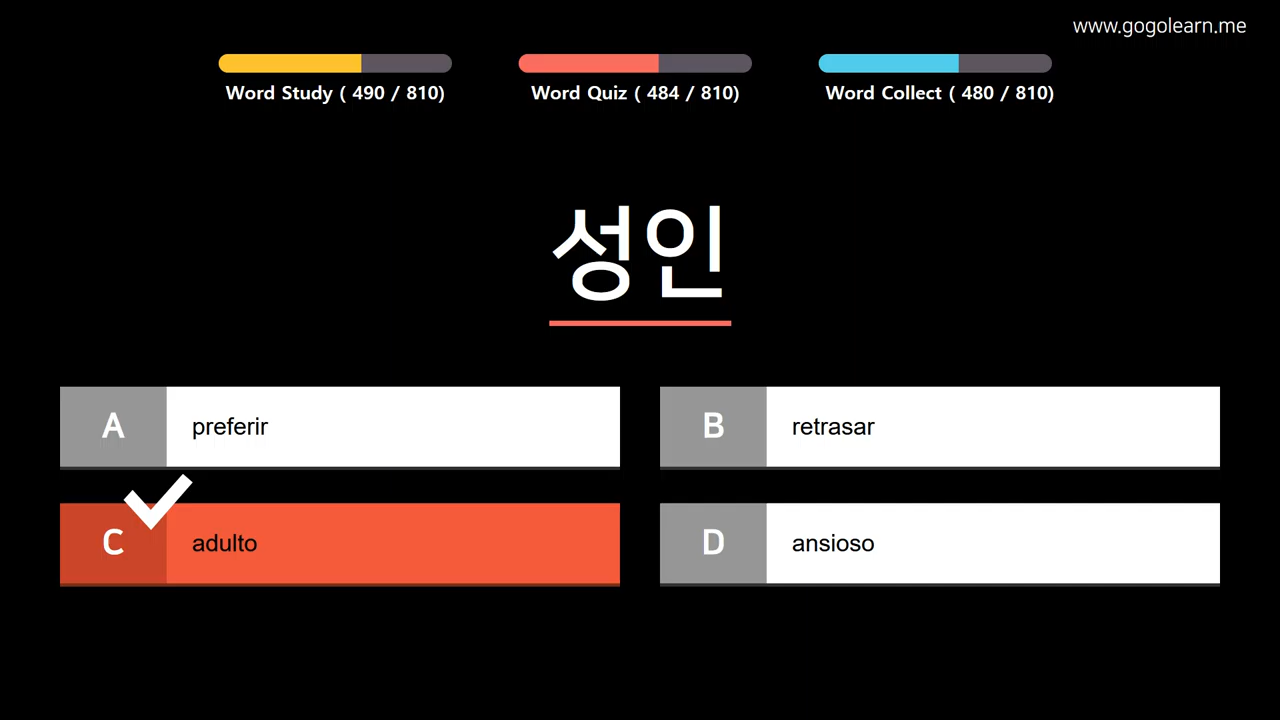 www.gogolearn.me
Word Study ( 490 / 810)
Word Quiz ( 484 / 810)
Word Collect ( 480 / 810)
성인
A preferir
B retrasar
C adulto
D ansioso